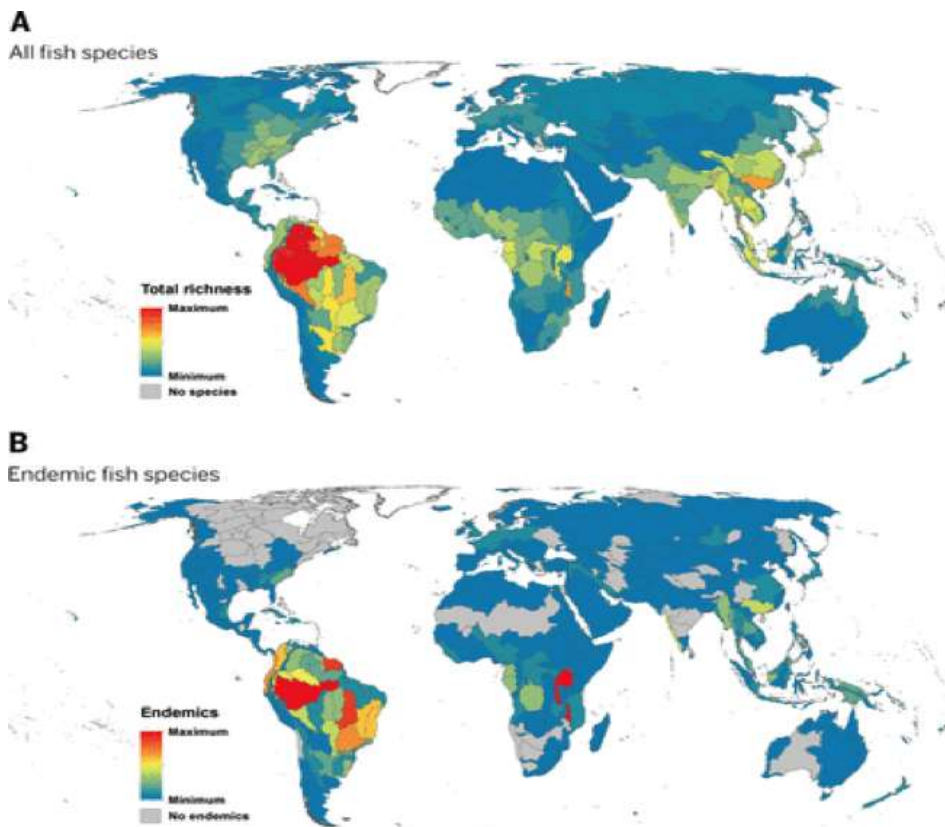 A
All fish species
Total richness
Maximum
Minimum
No species
B
Endemic fish species
Endemics
Maximum
Minimum
No endemics